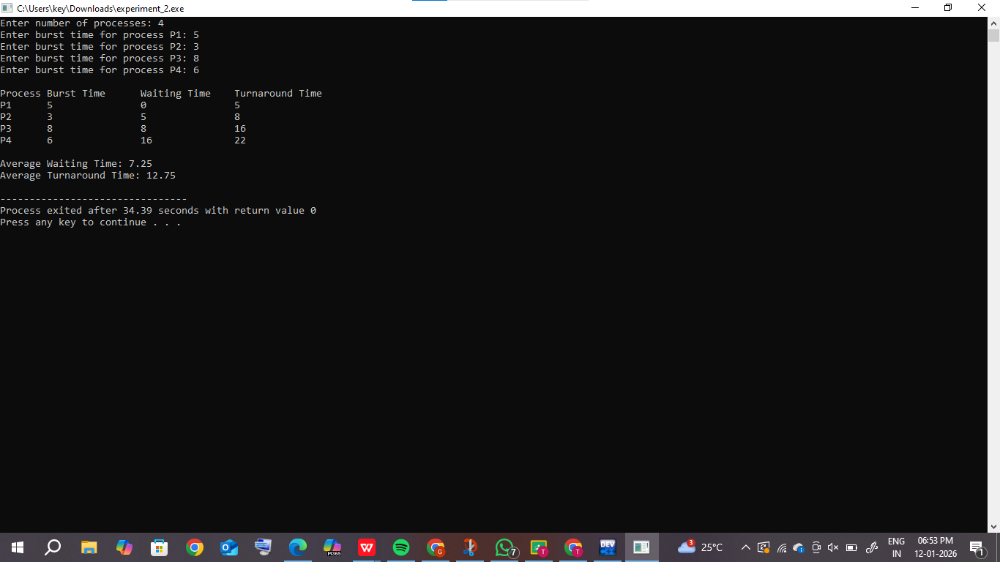 C:\Users\key\Downloads\experiment_2.exe
Enter number of processes: 4
Enter burst time for process P1: 5
Enter burst time for process P2: 3
Enter burst time for process P3: 8
Enter burst time for process P4: 6
Process Burst Time Waiting Time Turnaround Time
P1 5 0 5
P2 3 5 8
P3 8 8 16
P4 6 16 22
Average Waiting Time: 7.25
Average Turnaround Time: 12.75
--------------------------------
Process exited after 34.39 seconds with return value 0
Press any key to continue . . .
M365
W
G
7
T
T
DEV
3
25°C
ENG
IN
06:53 PM
12-01-2026
1